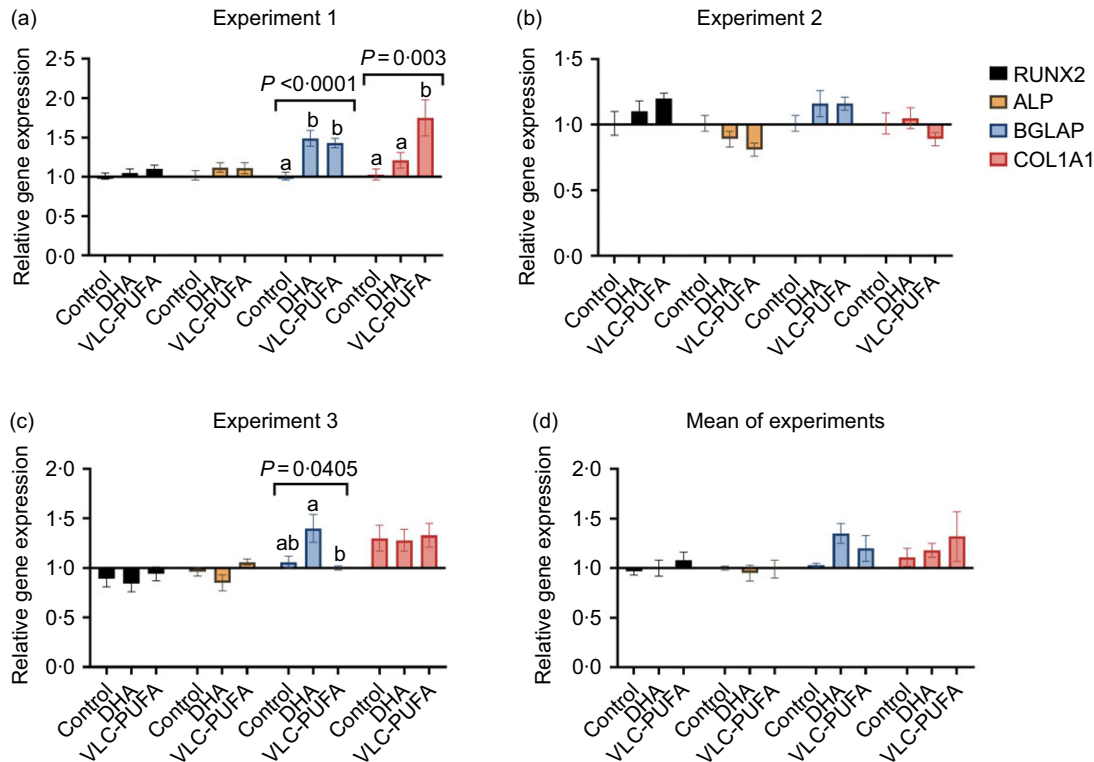 (a)
Experiment 1
Relative gene expression
2·5
2·0
1·5
1·0
0·5
0·0
P <0·0001
P = 0·003
a
b
b
a
a
b
Control
DHA
VLC-PUFA
Control
DHA
VLC-PUFA
Control
DHA
VLC-PUFA
Control
DHA
VLC-PUFA
(b)
Experiment 2
Relative gene expression
1·5
1·0
0·5
0·0
Control
DHA
VLC-PUFA
Control
DHA
VLC-PUFA
Control
DHA
VLC-PUFA
Control
DHA
VLC-PUFA
RUNX2
ALP
BGLAP
COL1A1
(c)
Experiment 3
Relative gene expression
2·0
1·5
1·0
0·5
0·0
P = 0·0405
ab
a
b
Control
DHA
VLC-PUFA
Control
DHA
VLC-PUFA
Control
DHA
VLC-PUFA
Control
DHA
VLC-PUFA
(d)
Mean of experiments
Relative gene expression
2·0
1·5
1·0
0·5
0·0
Control
DHA
VLC-PUFA
Control
DHA
VLC-PUFA
Control
DHA
VLC-PUFA
Control
DHA
VLC-PUFA